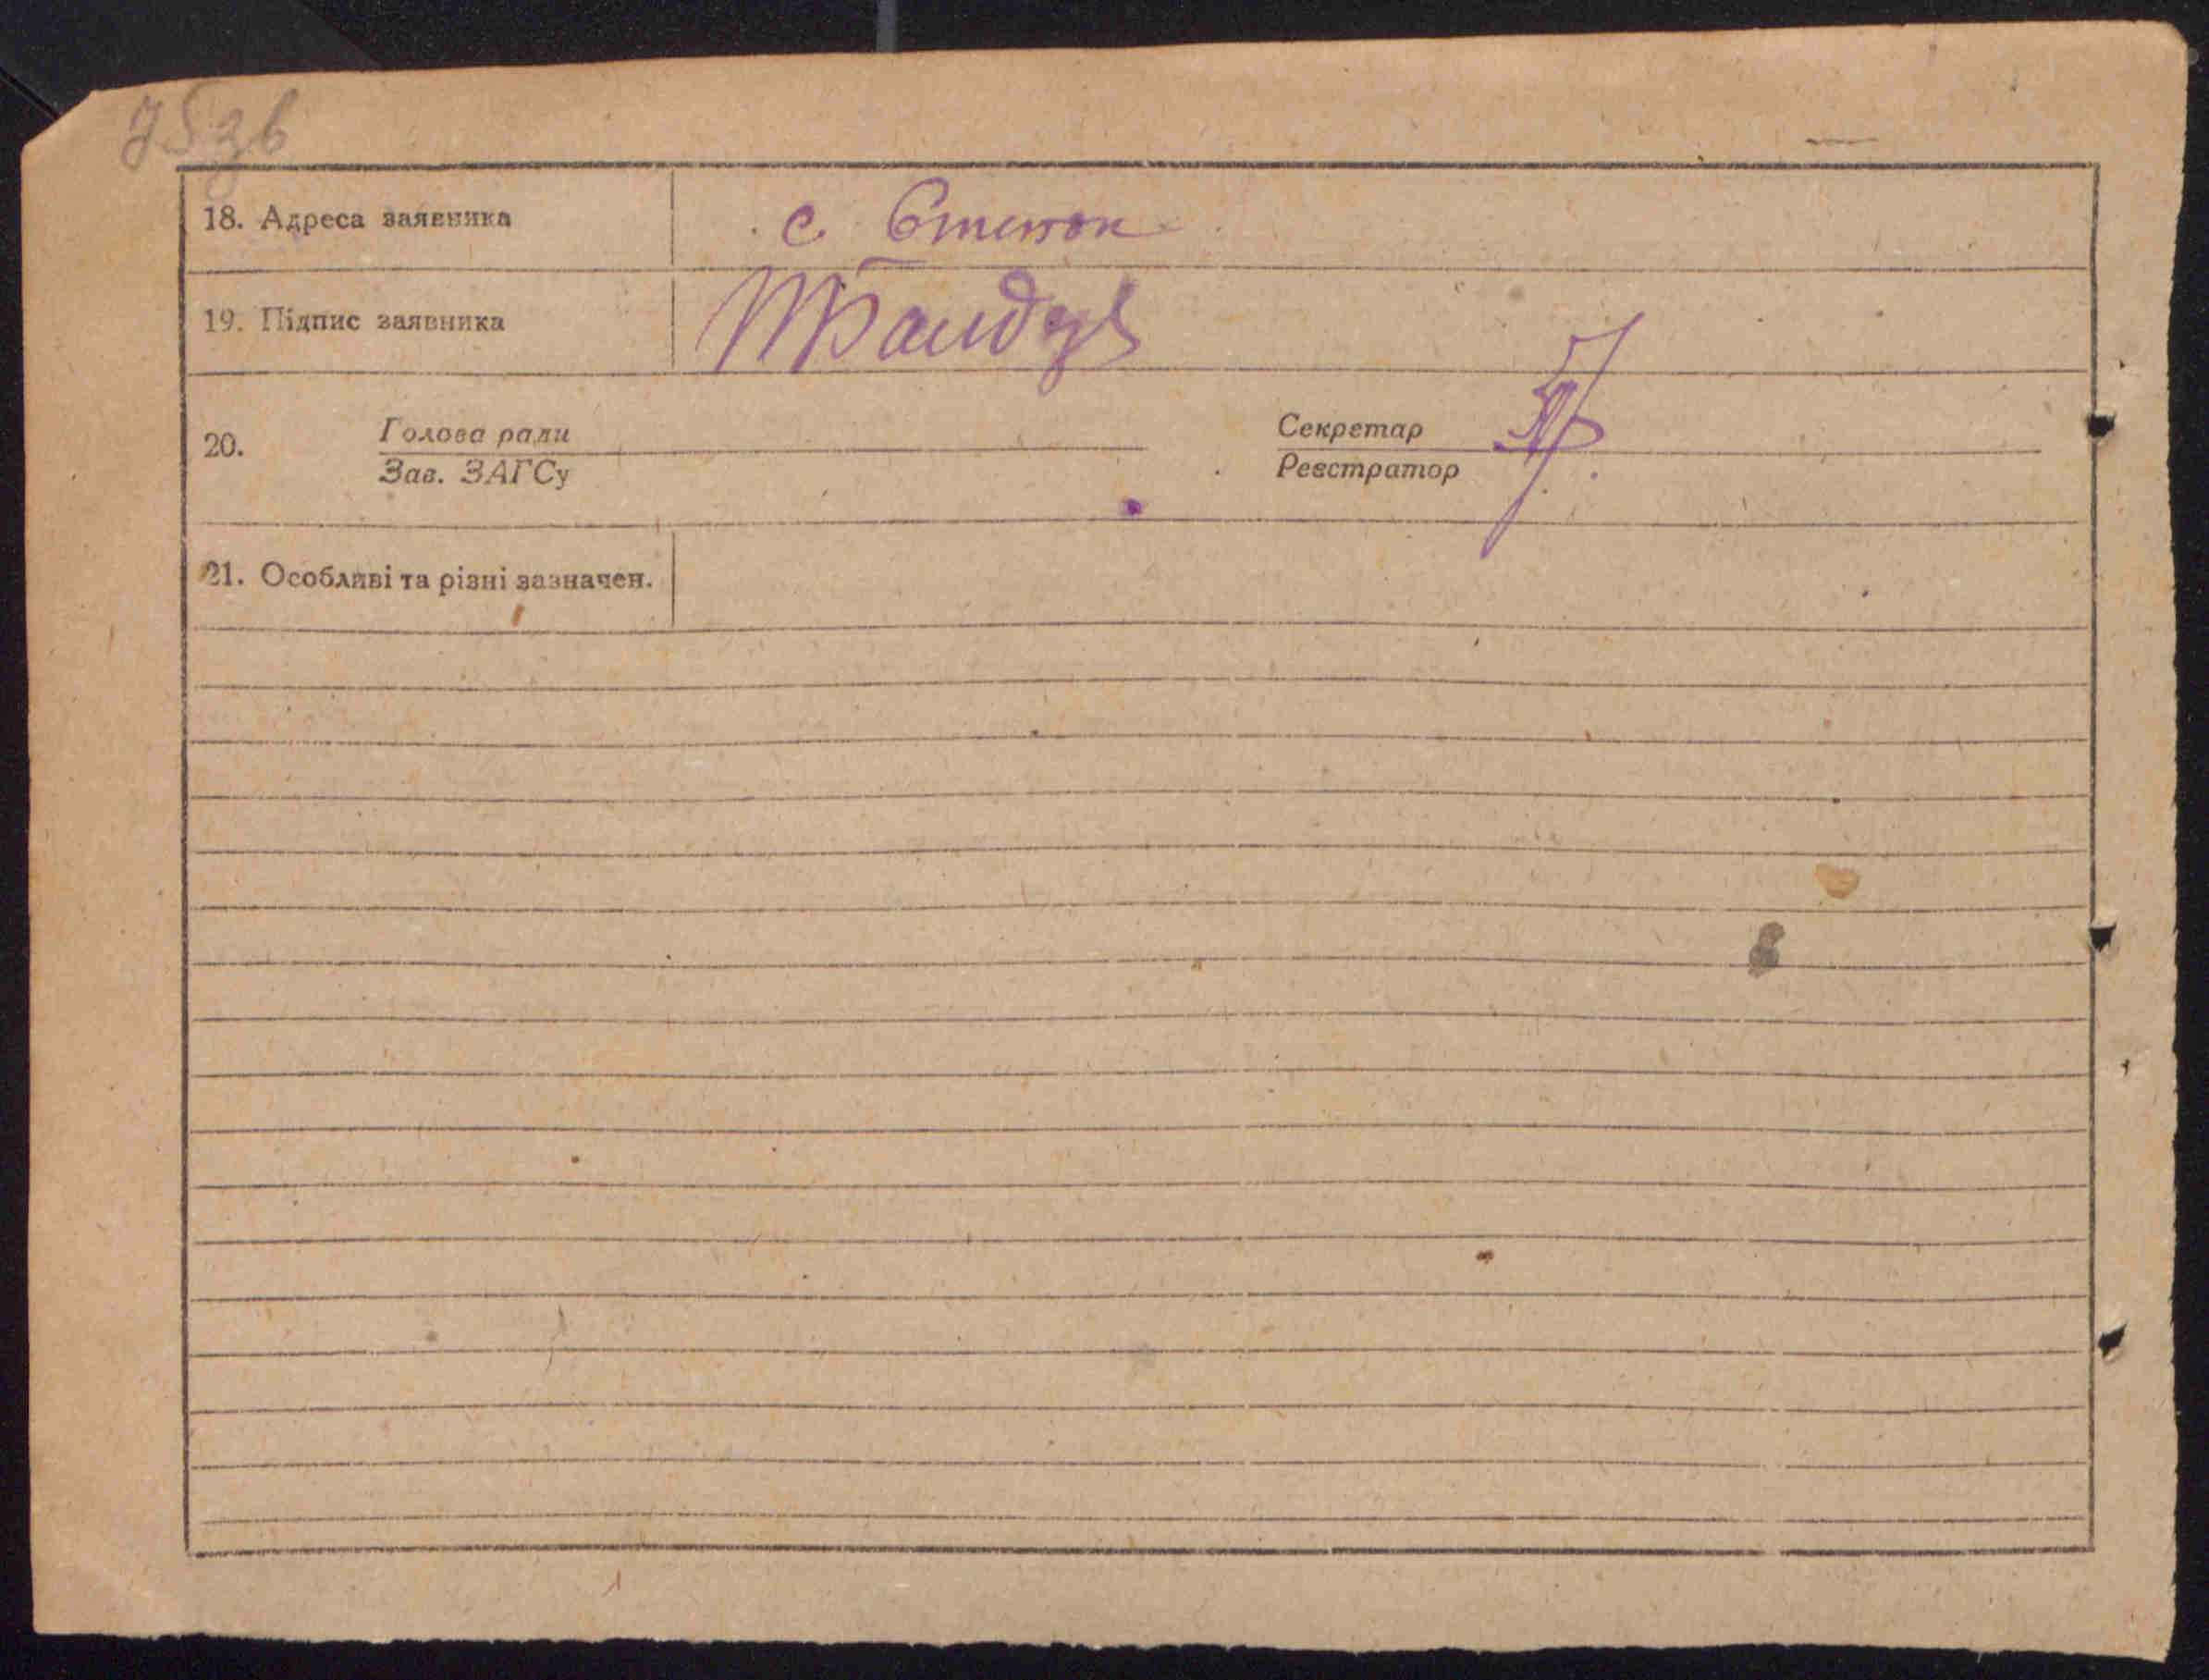 75зв
18. Адреса заявника с. Степок
19. Підпис заявника
20. Голова ради Секретар
Зав. ЗАГСу Реєстратор
21. Особливі та різні зазначен.